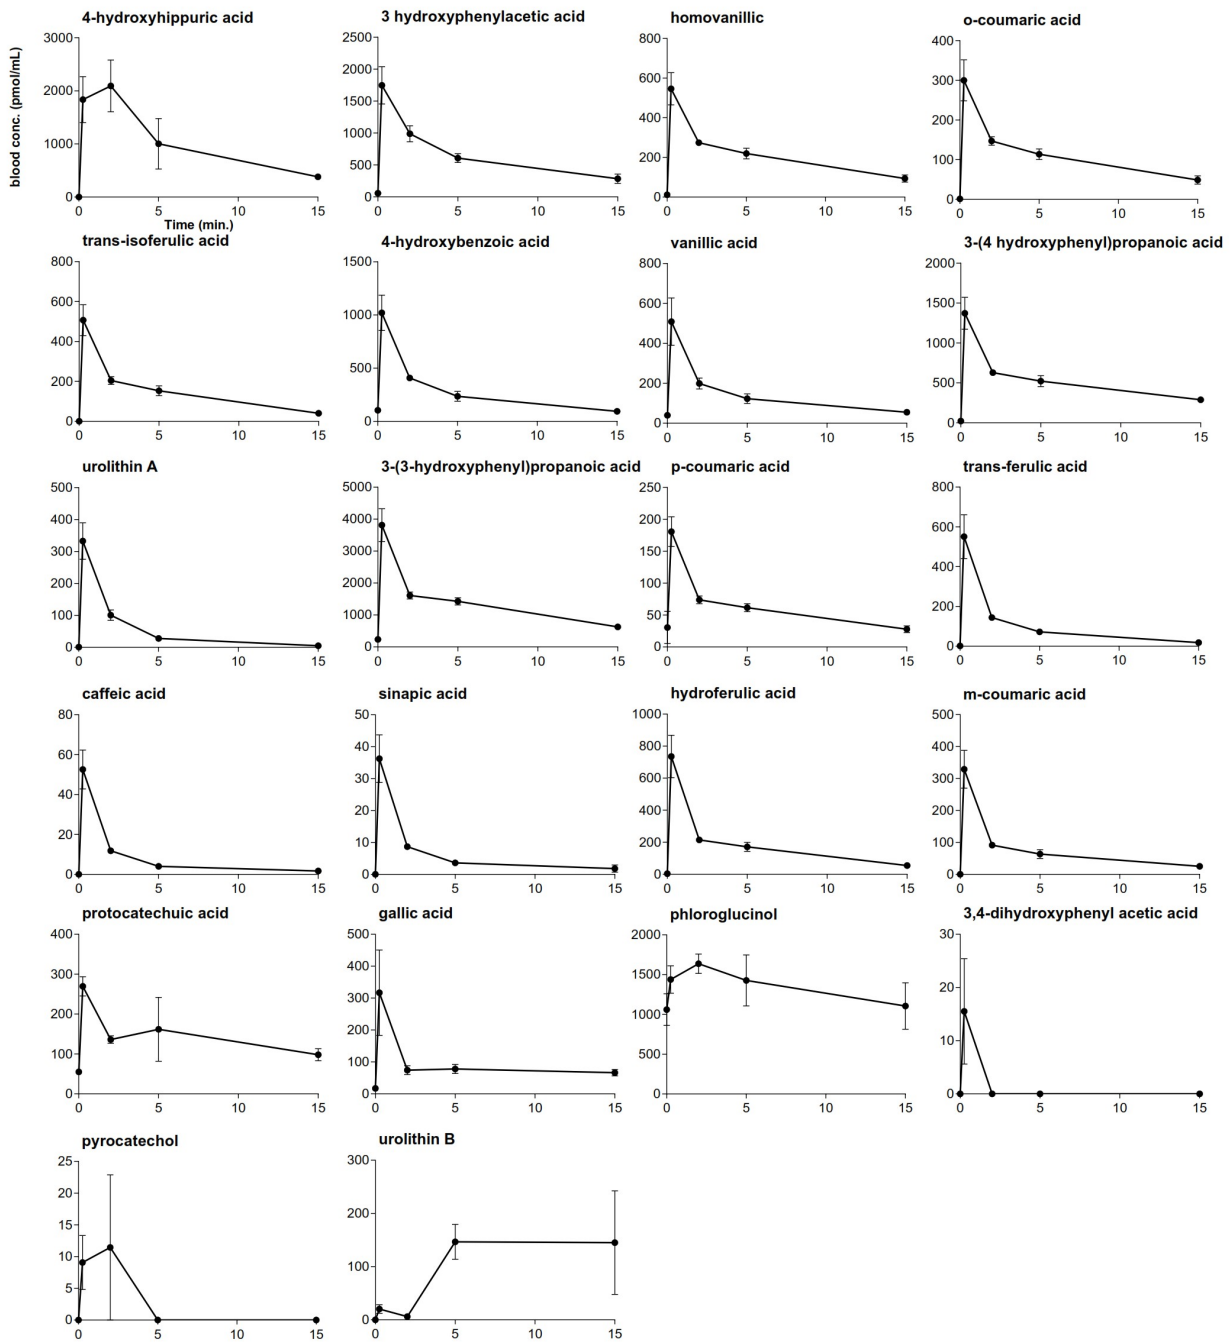 4-hydroxyhippuric acid
blood conc. (pmol/mL)
3000
2000
1000
0
0 5 10 15
Time (min.)
3 hydroxyphenylacetic acid
2500
2000
1500
1000
500
0
0 5 10 15
homovanillic
800
600
400
200
0
0 5 10 15
o-coumaric acid
400
300
200
100
0
0 5 10 15
trans-isoferulic acid
800
600
400
200
0
0 5 10 15
4-hydroxybenzoic acid
1500
1000
500
0
0 5 10 15
vanillic acid
800
600
400
200
0
0 5 10 15
3-(4 hydroxyphenyl)propanoic acid
2000
1500
1000
500
0
0 5 10 15
urolithin A
500
400
300
200
100
0
0 5 10 15
3-(3-hydroxyphenyl)propanoic acid
5000
4000
3000
2000
1000
0
0 5 10 15
p-coumaric acid
250
200
150
100
50
0
0 5 10 15
trans-ferulic acid
800
600
400
200
0
0 5 10 15
caffeic acid
80
60
40
20
0
0 5 10 15
sinapic acid
50
40
30
20
10
0
0 5 10 15
hydroferulic acid
1000
800
600
400
200
0
0 5 10 15
m-coumaric acid
500
400
300
200
100
0
0 5 10 15
protocatechuic acid
400
300
200
100
0
0 5 10 15
gallic acid
500
400
300
200
100
0
0 5 10 15
phloroglucinol
2000
1500
1000
500
0
0 5 10 15
3,4-dihydroxyphenyl acetic acid
30
20
10
0
0 5 10 15
pyrocatechol
25
20
15
10
5
0
0 5 10 15
urolithin B
300
200
100
0
0 5 10 15